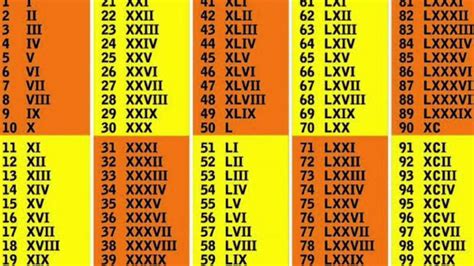 1 I
2 II
3 III
4 IV
5 V
6 VI
7 VII
8 VIII
9 IX
10 X
21 XXI
22 XXII
23 XXIII
24 XXIV
25 XXV
26 XXVI
27 XXVII
28 XXVIII
29 XXIX
30 XXX
41 XLI
42 XLII
43 XLIII
44 XLIV
45 XLV
46 XLVI
47 XLVII
48 XLVIII
49 XLIX
50 L
61 LXI
62 LXII
63 LXIII
64 LXIV
65 LXV
66 LXVI
67 LXVII
68 LXVIII
69 LXIX
70 LXX
81 LXXXI
82
83
84
85 LXXXV
86
87
88
89
90 XC
11 XI
12 XII
13 XIII
14 XIV
15 XV
16 XVI
17 XVII
18 XVIII
19 XIX
31 XXXI
32 XXXII
33 XXXIII
34 XXXIV
35 XXXV
36 XXXVI
37 XXXVII
38 XXXVIII
39 XXXIX
51 LI
52 LII
53 LIII
54 LIV
55 LV
56 LVI
57 LVII
58 LVIII
59 LIX
71 LXXI
72 LXXII
73 LXXIII
74 LXXIV
75 LXXV
76 LXXVI
77 LXXVII
78 LXXVIII
79 LXXIX
91 XCI
92 XCII
93 XCIII
94 XCIV
95 XCV
96 XCVI
97 XCVII
98 XCVIII
99 XCIX